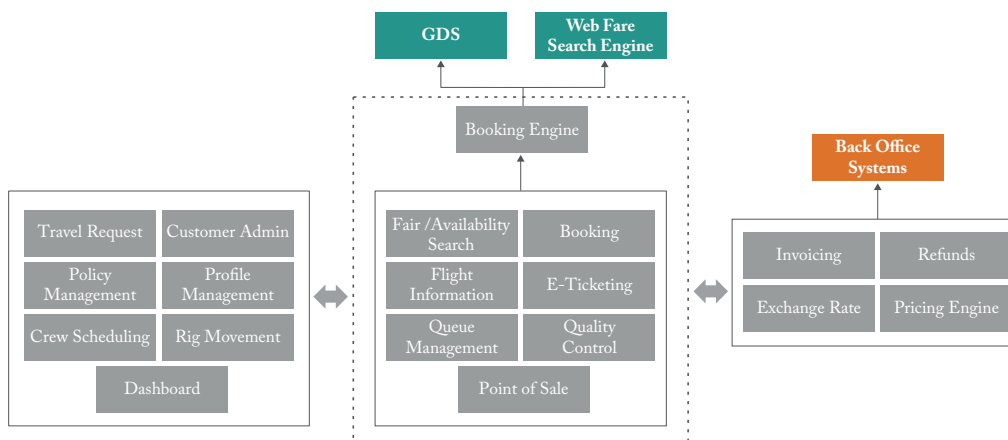 GDS
Web Fare
Search Engine
Booking Engine
Back Office
Systems
Travel Request
Customer Admin
Policy
Management
Profile
Management
Crew Scheduling
Rig Movement
Dashboard
Fair /Availability
Search
Booking
Flight
Information
E-Ticketing
Queue
Management
Quality
Control
Point of Sale
Invoicing
Refunds
Exchange Rate
Pricing Engine